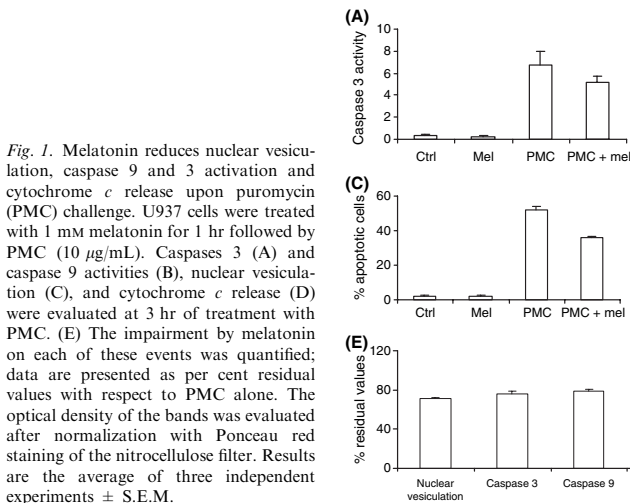 Fig. 1. Melatonin reduces nuclear vesicu-
lation, caspase 9 and 3 activation and
cytochrome c release upon puromycin
(PMC) challenge. U937 cells were treated
with 1 mM melatonin for 1 hr followed by
PMC (10 μg/mL). Caspases 3 (A) and
caspase 9 activities (B), nuclear vesicula-
tion (C), and cytochrome c release (D)
were evaluated at 3 hr of treatment with
PMC. (E) The impairment by melatonin
on each of these events was quantified;
data are presented as per cent residual
values with respect to PMC alone. The
optical density of the bands was evaluated
after normalization with Ponceau red
staining of the nitrocellulose filter. Results
are the average of three independent
experiments ± S.E.M.
(A)
Caspase 3 activity
10
8
6
4
2
0
Ctrl Mel PMC PMC + mel
(C)
% apoptotic cells
60
40
20
0
Ctrl Mel PMC PMC + mel
(E)
% residual values
120
80
40
0
Nuclear
vesiculation
Caspase 3
Caspase 9